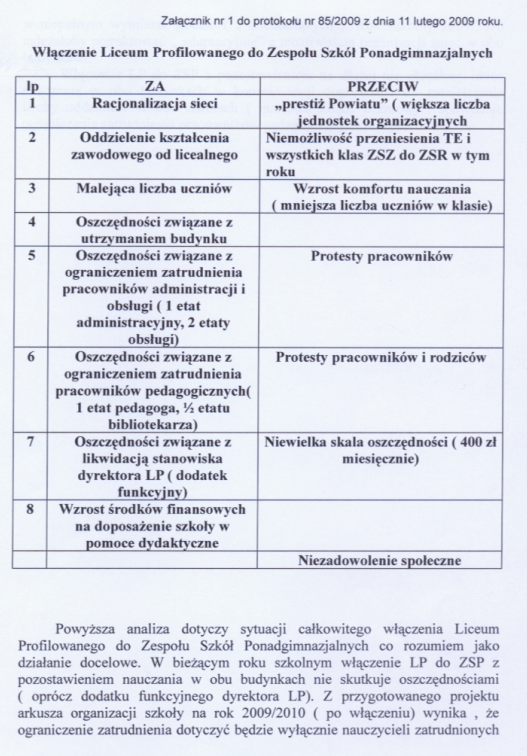 Załącznik nr 1 do protokołu nr 85/2009 z dnia 11 lutego 2009 roku.
Włączenie Liceum Profilowanego do Zespołu Szkół Ponadgimnazjalnych
lp ZA PRZECIW
1 Racjonalizacja sieci „prestiż Powiatu” ( większa liczba
jednostek organizacyjnych
2 Oddzielenie kształcenia Niemożliwość przeniesienia TE i
zawodowego od licealnego wszystkich klas ZSZ do ZSR w tym
roku
3 Malejąca liczba uczniów Wzrost komfortu nauczania
( mniejsza liczba uczniów w klasie)
4 Oszczędności związane z
utrzymaniem budynku
5 Oszczędności związane z Protesty pracowników
ograniczeniem zatrudnienia
pracowników administracji i
obsługi ( 1 etat
administracyjny, 2 etaty
obsługi)
6 Oszczędności związane z Protesty pracowników i rodziców
ograniczeniem zatrudnienia
pracowników pedagogicznych(
1 etat pedagoga, ½ etatu
bibliotekarza)
7 Oszczędności związane z Niewielka skala oszczędności ( 400 zł
likwidacją stanowiska miesięcznie)
dyrektora LP ( dodatek
funkcyjny)
8 Wzrost środków finansowych
na doposażenie szkoły w
pomoce dydaktyczne
Niezadowolenie społeczne
Powyższa analiza dotyczy sytuacji całkowitego włączenia Liceum
Profilowanego do Zespołu Szkół Ponadgimnazjalnych co rozumiem jako
działanie docelowe. W bieżącym roku szkolnym włączenie LP do ZSP z
pozostawieniem nauczania w obu budynkach nie skutkuje oszczędnościami
( oprócz dodatku funkcyjnego dyrektora LP). Z przygotowanego projektu
arkusza organizacji szkoły na rok 2009/2010 ( po włączeniu) wynika , że
ograniczenie zatrudnienia dotyczyć będzie wyłącznie nauczycieli zatrudnionych